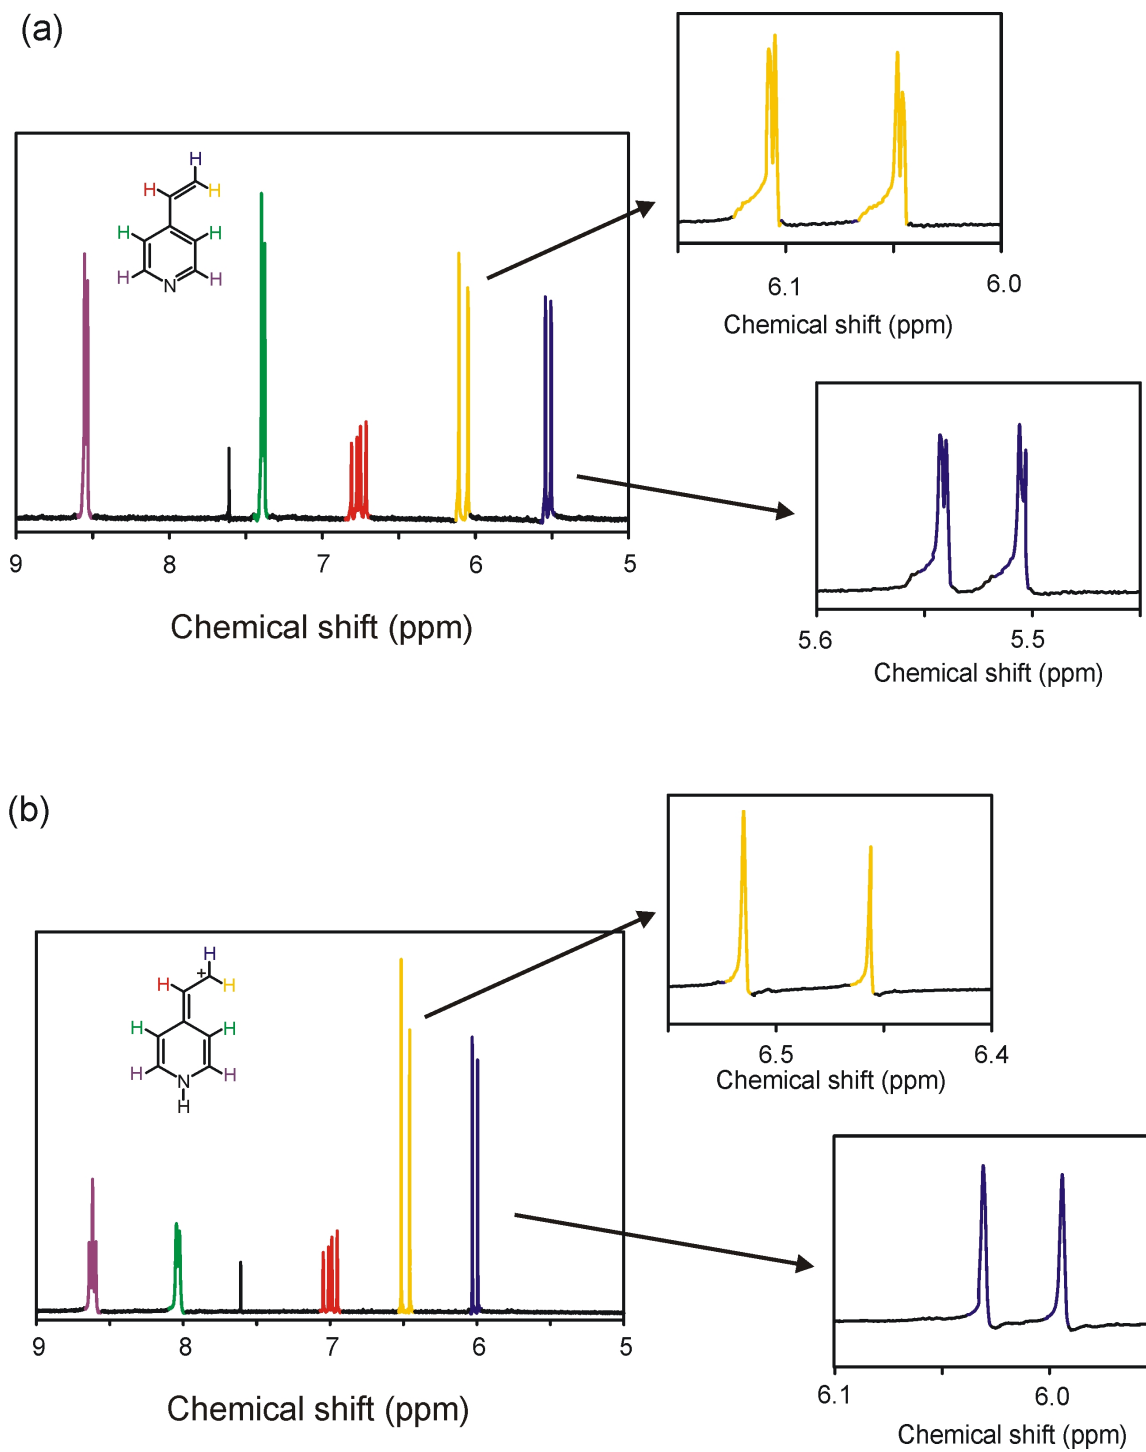 (a)
H
H
H
H
H
H
H
N
9
8
7
6
5
Chemical shift (ppm)
6.1
6.0
Chemical shift (ppm)
5.6
5.5
Chemical shift (ppm)
(b)
H
+
H
H
H
H
H
H
N
H
9
8
7
6
5
Chemical shift (ppm)
6.5
6.4
Chemical shift (ppm)
6.1
6.0
Chemical shift (ppm)